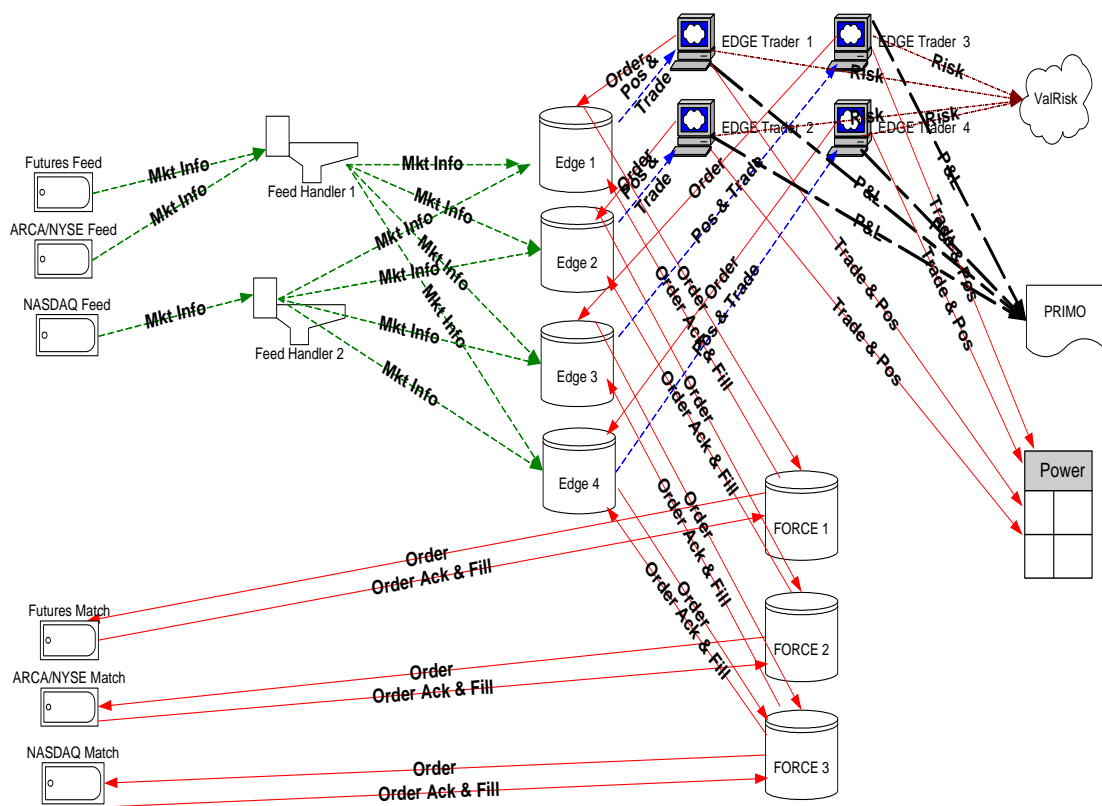 EDGE Trader 1
EDGE Trader 3
Order
Pos &
Trade
Risk
Risk
ValRisk
EDGE Trader 2
EDGE Trader 4
Risk
Risk
Order
Pos &
Trade
Edge 1
Futures Feed
Mkt Info
Feed Handler 1
Mkt Info
Mkt Info
ARCA/NYSE Feed
Mkt Info
Mkt Info
Mkt Info
Order
Pos & Trade
P&L
P&L
P&L
P&L
Edge 2
Mkt Info
Mkt Info
NASDAQ Feed
Mkt Info
Feed Handler 2
Mkt Info
Mkt Info
Mkt Info
Edge 3
Order
Order Ack & Fill
Order
Pos & Trade
Trade & Pos
Trade & Pos
Trade & Pos
Trade & Pos
PRIMO
Edge 4
Order
Order Ack & Fill
Power
FORCE 1
Order
Order Ack & Fill
Order
Order Ack & Fill
Order
Order Ack & Fill
Futures Match
FORCE 2
ARCA/NYSE Match
Order
Order Ack & Fill
NASDAQ Match
FORCE 3
Order
Order Ack & Fill